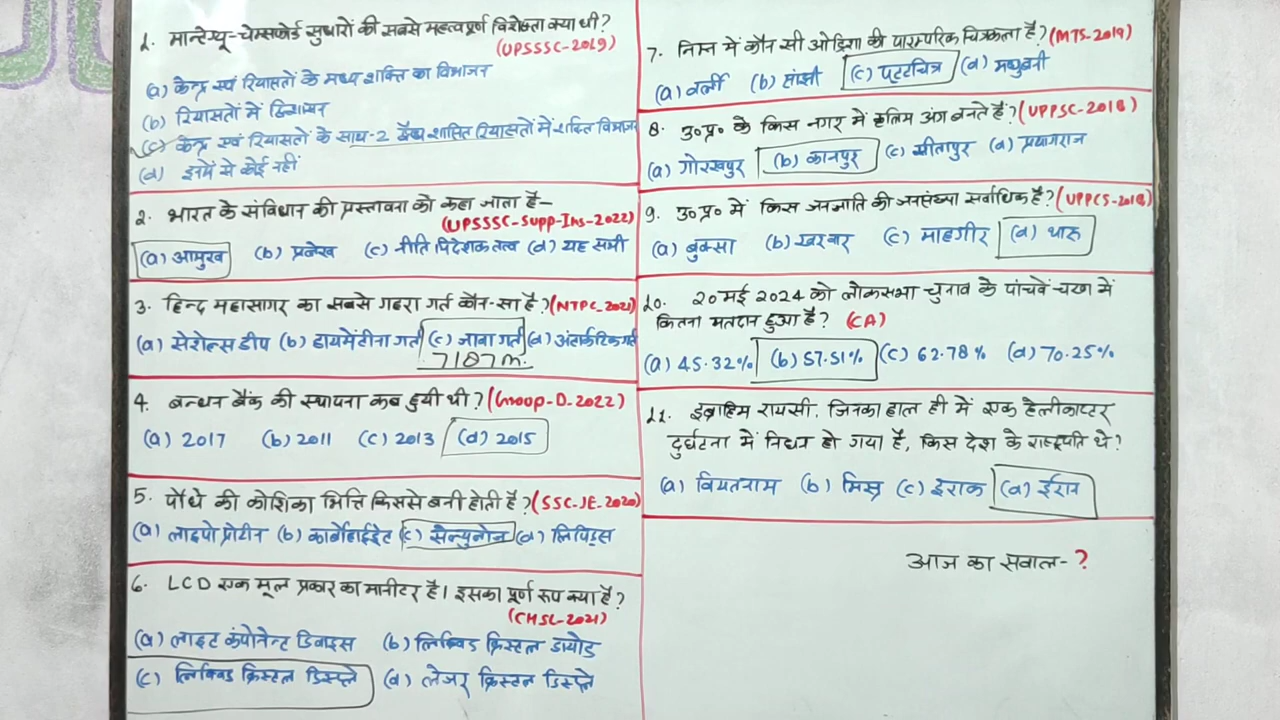 1. मान्टेग्यू-चेम्सफोर्ड सुधारों की सबसे महत्वपूर्ण विशेषता क्या थी?
(UPSSSC-2019)
(a) केन्द्र एवं रियासतों के मध्य शक्ति का विभाजन
(b) रियासतों में द्विशासन
(c) केन्द्र एवं रियासतों के साथ-2 शासित रियासतों में शक्ति विभाजन
(d) इनमें से कोई नहीं
2. भारत के संविधान की प्रस्तावना को कहा जाता है-
(UPSSSC-Supp-Ins-2022)
(a) आमुख (b) प्रलेख (c) नीति निदेशक तत्व (d) यह सभी
3. हिन्द महासागर का सबसे गहरा गर्त कौन-सा है? (NTPC-2021)
(a) सेशेल्स डीप (b) डायमेंटीना गर्त (c) जावा गर्त (d) अंटार्कटिक गर्त
7187 m.
4. बन्धन बैंक की स्थापना कब हुयी थी? (Group-D-2022)
(a) 2017 (b) 2011 (c) 2013 (d) 2015
5. पौधे की कोशिका भित्ति किससे बनी होती है? (SSC-JE-2020)
(a) लाइपो प्रोटीन (b) कार्बोहाईड्रेट (c) सेल्युलोज (d) लिपिड्स
6. LCD एक मूल प्रकार का मानीटर है। इसका पूर्ण रूप क्या है?
(CHSL-2021)
(a) लाइट कंपोनेन्ट डिवाइस (b) लिक्विड क्रिस्टल डायोड
(c) लिक्विड क्रिस्टल डिस्प्ले (d) लेजर क्रिस्टल डिस्प्ले
7. निम्न में कौन सी ओडिशा की पारम्परिक चित्रकला है? (MTS-2019)
(a) वर्ली (b) सांझी (c) पट्टचित्र (d) मधुबनी
8. उ०प्र० के किस नगर में कृत्रिम अंग बनते हैं? (UPPSC-2018)
(a) गोरखपुर (b) कानपुर (c) सीतापुर (d) प्रयागराज
9. उ०प्र० में किस जनजाति की जनसंख्या सर्वाधिक है? (UPPCS-2018)
(a) बुक्सा (b) खरवार (c) माहगीर (d) थारू
10. 20 मई 2024 को लोकसभा चुनाव के पांचवें चरण में
कितना मतदान हुआ है? (CA)
(a) 45.32% (b) 57.51% (c) 62.78% (d) 70.25%
11. इब्राहिम रायसी, जिनका हाल ही में एक हेलीकाप्टर
दुर्घटना में निधन हो गया है, किस देश के राष्ट्रपति थे?
(a) वियतनाम (b) मिस्र (c) इराक (d) ईरान
आज का सवाल-?